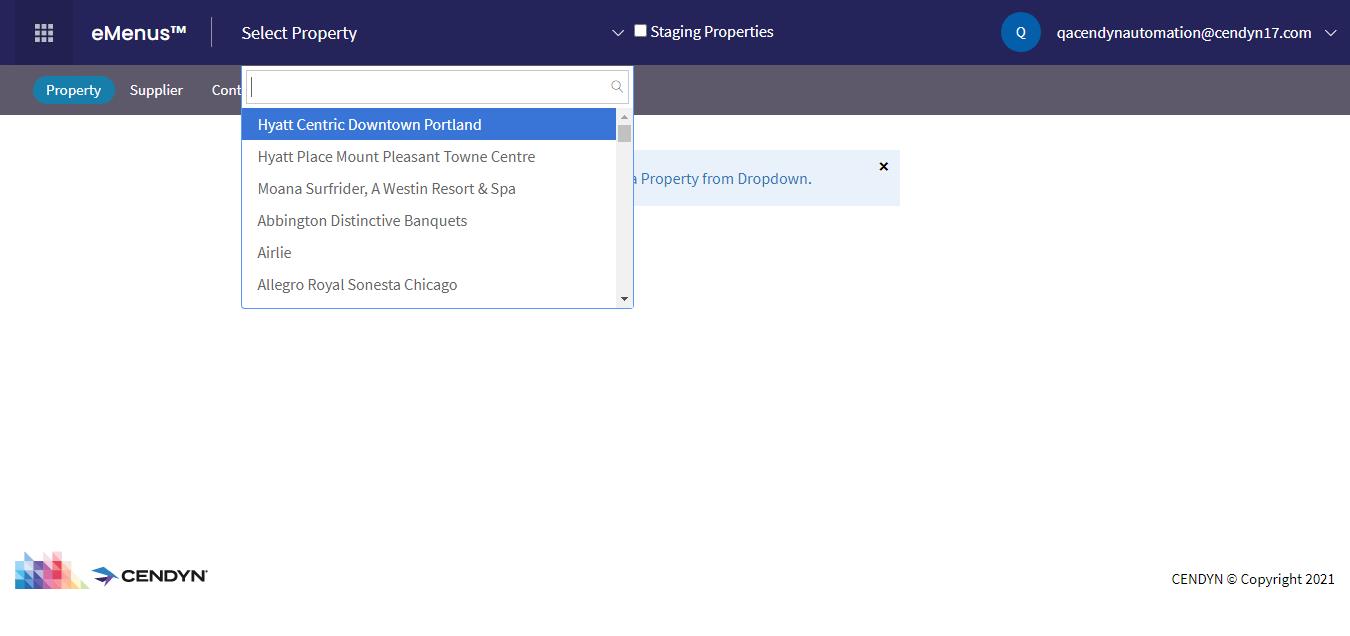 eMenus™ Select Property Staging Properties Q qacendynautomation@cendyn17.com
Property Supplier Cont
Hyatt Centric Downtown Portland
Hyatt Place Mount Pleasant Towne Centre
a Property from Dropdown.
Moana Surfrider, A Westin Resort & Spa
Abbington Distinctive Banquets
Airlie
Allegro Royal Sonesta Chicago
CENDYN
CENDYN © Copyright 2021